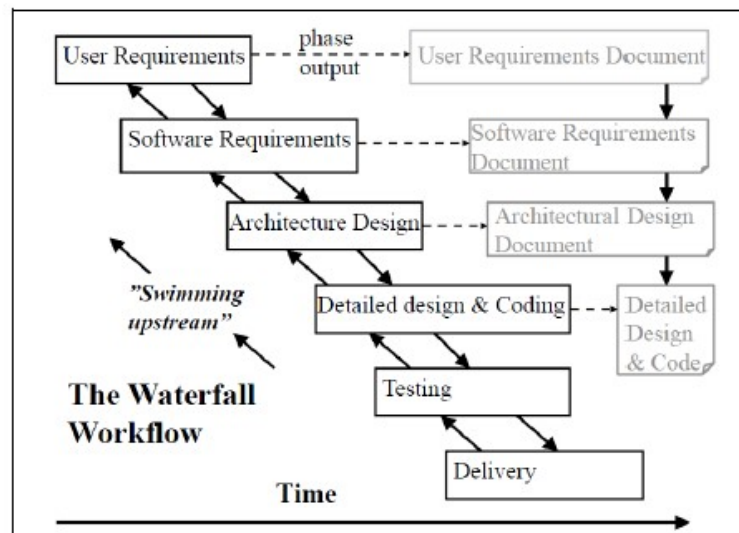 User Requirements
phase
output
User Requirements Document
Software Requirements
Software Requirements
Document
Architecture Design
Architectural Design
Document
”Swimming
upstream”
Detailed design & Coding
Detailed
Design
& Code
The Waterfall
Workflow
Testing
Delivery
Time